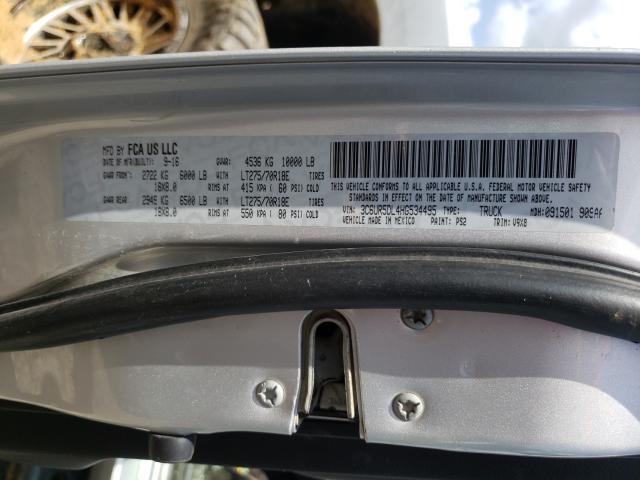 MFD BY FCA US LLC
DATE OF MFR(BUILT): 9-16 GVWR: 4536 KG 10000 LB
GAWR FRONT: 2722 KG 6000 LB WITH LT275/70R18E TIRES
18X8.0 RIMS AT 415 KPA ( 60 PSI) COLD
GAWR REAR: 2948 KG 6500 LB WITH LT275/70R18E TIRES
18X8.0 RIMS AT 550 KPA ( 80 PSI) COLD
THIS VEHICLE CONFORMS TO ALL APPLICABLE U.S.A. FEDERAL MOTOR VEHICLE SAFETY
STANDARDS IN EFFECT ON THE DATE OF MANUFACTURE SHOWN ABOVE.
VIN: 3C6UR5DL4HG534495 TYPE: TRUCK MDH: 091501 905AA
VEHICLE MADE IN MEXICO PAINT: PS2 TRIM: V9X8